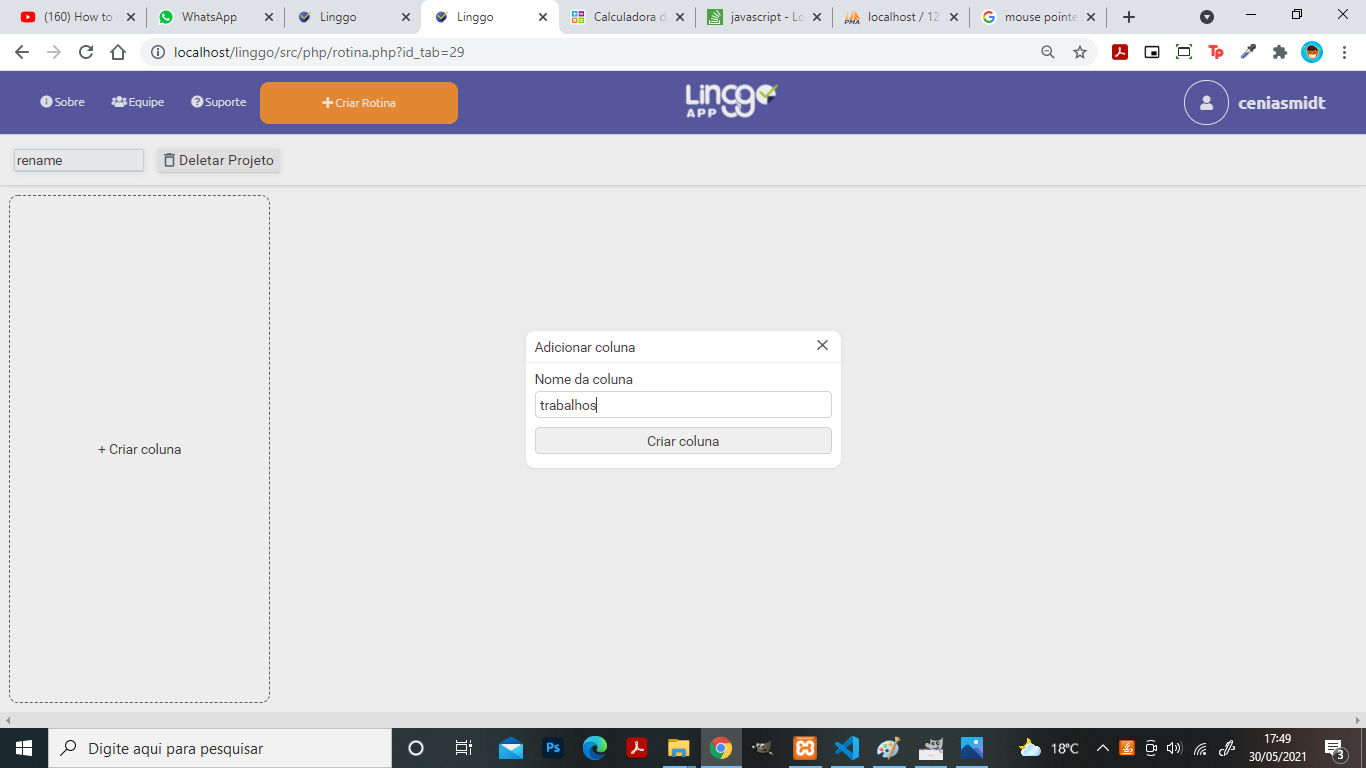 (160) How to
WhatsApp
Linggo
Linggo
Calculadora d
javascript - Lo
localhost / 12
mouse pointe
localhost/linggo/src/php/rotina.php?id_tab=29
Sobre
Equipe
Suporte
Criar Rotina
Lincgo
APP
ceniasmidt
rename
Deletar Projeto
+ Criar coluna
Adicionar coluna
Nome da coluna
trabalhos
Criar coluna
Digite aqui para pesquisar
Ps
18°C
17:49
30/05/2021
3